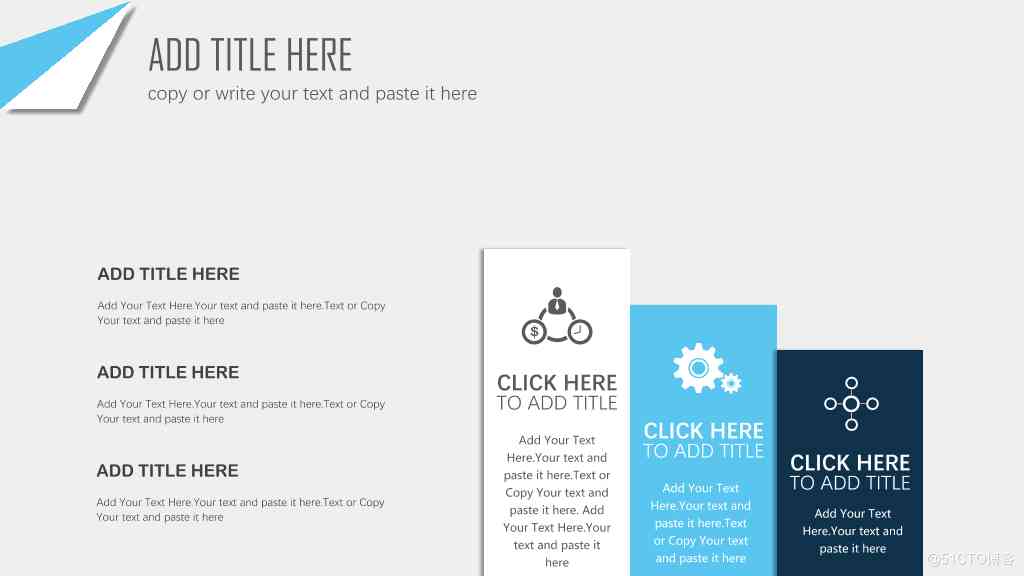 ADD TITLE HERE
copy or write your text and paste it here
ADD TITLE HERE
Add Your Text Here.Your text and paste it here.Text or Copy
Your text and paste it here
ADD TITLE HERE
Add Your Text Here.Your text and paste it here.Text or Copy
Your text and paste it here
ADD TITLE HERE
Add Your Text Here.Your text and paste it here.Text or Copy
Your text and paste it here
$
CLICK HERE
TO ADD TITLE
Add Your Text
Here.Your text and
paste it here.Text or
Copy Your text and
paste it here. Add
Your Text Here.Your
text and paste it
here
CLICK HERE
TO ADD TITLE
Add Your Text
Here.Your text and
paste it here.Text
or Copy Your text
and paste it here
CLICK HERE
TO ADD TITLE
Add Your Text
Here.Your text and
paste it here
@51CTO博客